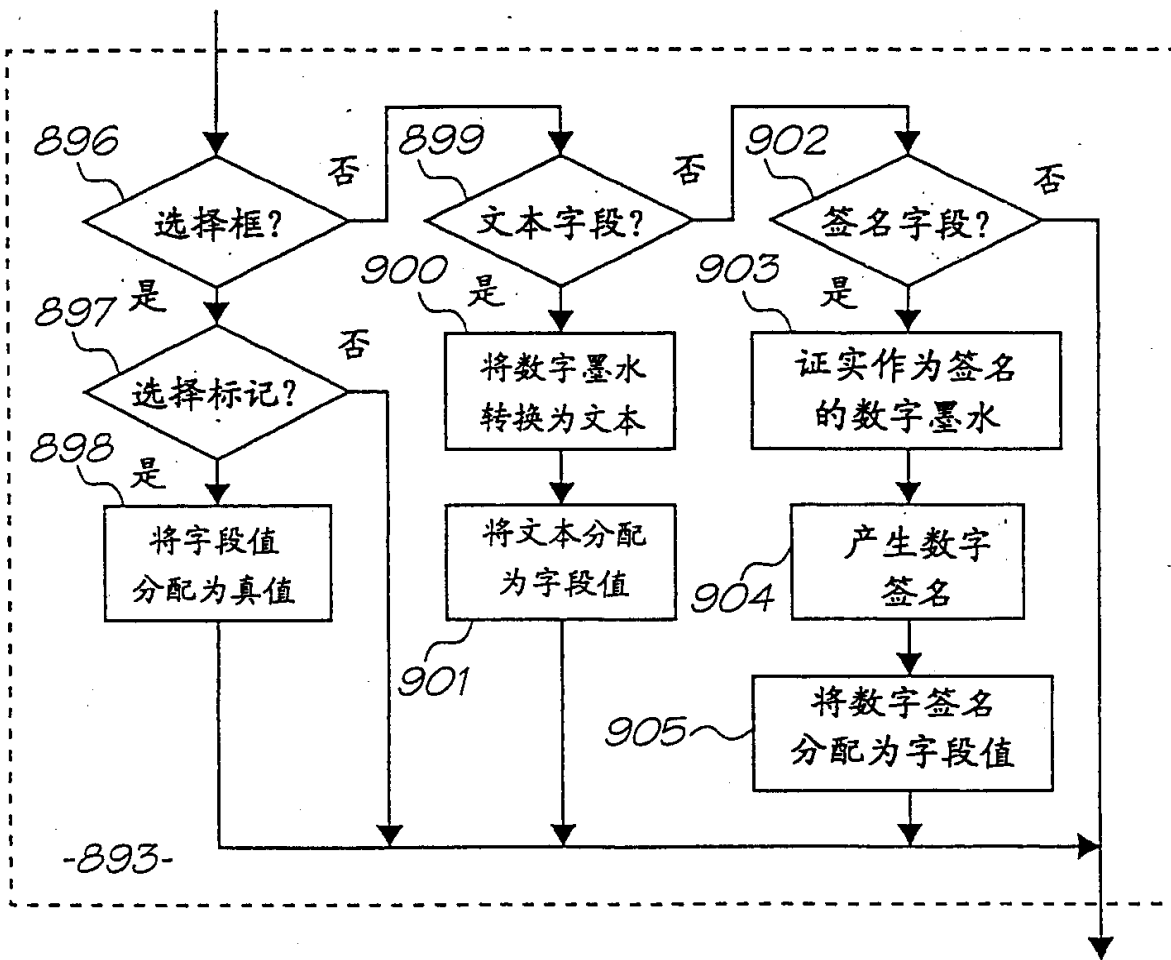 896
选择框?
否
899
文本字段?
否
902
签名字段?
否
是
897
选择标记?
否
是
898
将字段值
分配为真值
900
是
将数字墨水
转换为文本
将文本分配
为字段值
901
903
是
证实作为签名
的数字墨水
产生数字
签名
904
将数字签名
分配为字段值
905
-893-